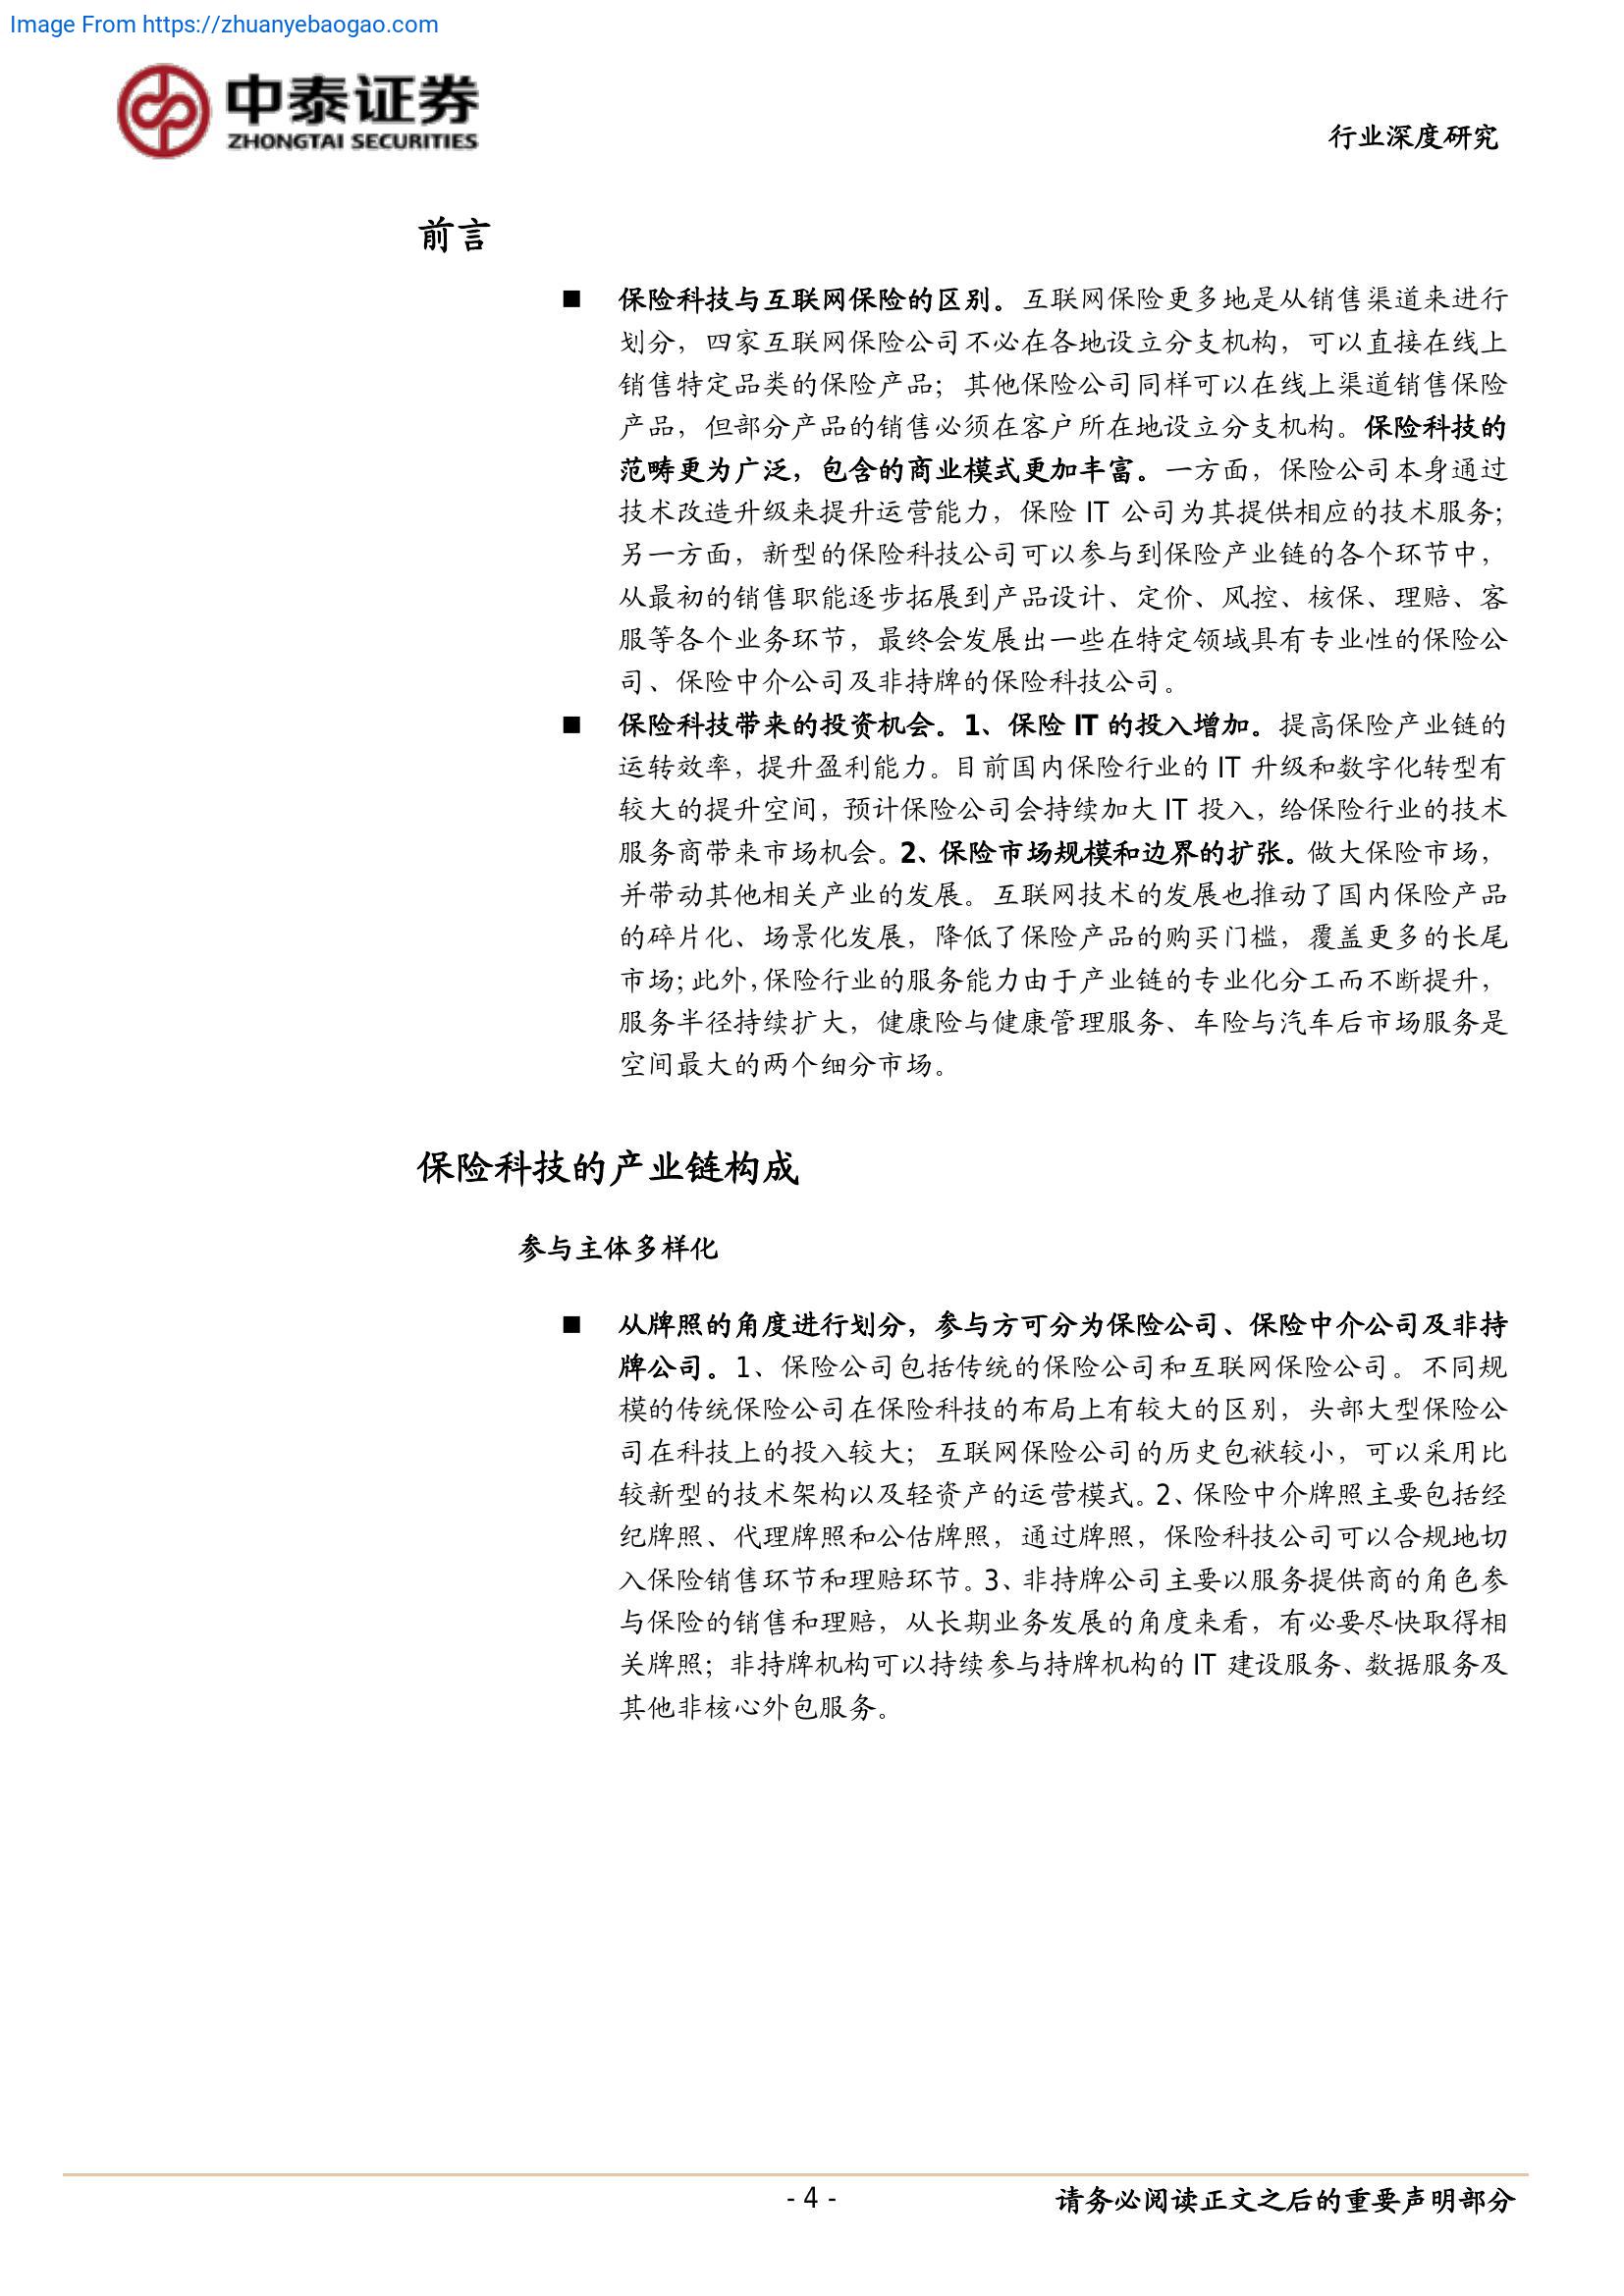 Image From https://zhuanyebaogao.com
中泰证券
ZHONGTAI SECURITIES
行业深度研究
前言
■ 保险科技与互联网保险的区别。互联网保险更多地是从销售渠道来进行
划分，四家互联网保险公司不必在各地设立分支机构，可以直接在线上
销售特定品类的保险产品；其他保险公司同样可以在线上渠道销售保险
产品，但部分产品的销售必须在客户所在地设立分支机构。保险科技的
范畴更为广泛，包含的商业模式更加丰富。一方面，保险公司本身通过
技术改造升级来提升运营能力，保险 IT 公司为其提供相应的技术服务；
另一方面，新型的保险科技公司可以参与到保险产业链的各个环节中，
从最初的销售职能逐步拓展到产品设计、定价、风控、核保、理赔、客
服等各个业务环节，最终会发展出一些在特定领域具有专业性的保险公
司、保险中介公司及非持牌的保险科技公司。
■ 保险科技带来的投资机会。1、保险 IT 的投入增加。提高保险产业链的
运转效率，提升盈利能力。目前国内保险行业的 IT 升级和数字化转型有
较大的提升空间，预计保险公司会持续加大 IT 投入，给保险行业的技术
服务商带来市场机会。2、保险市场规模和边界的扩张。做大保险市场，
并带动其他相关产业的发展。互联网技术的发展也推动了国内保险产品
的碎片化、场景化发展，降低了保险产品的购买门槛，覆盖更多的长尾
市场；此外，保险行业的服务能力由于产业链的专业化分工而不断提升，
服务半径持续扩大，健康险与健康管理服务、车险与汽车后市场服务是
空间最大的两个细分市场。
保险科技的产业链构成
参与主体多样化
■ 从牌照的角度进行划分，参与方可分为保险公司、保险中介公司及非持
牌公司。1、保险公司包括传统的保险公司和互联网保险公司。不同规
模的传统保险公司在保险科技的布局上有较大的区别，头部大型保险公
司在科技上的投入较大；互联网保险公司的历史包袱较小，可以采用比
较新型的技术架构以及轻资产的运营模式。2、保险中介牌照主要包括经
纪牌照、代理牌照和公估牌照，通过牌照，保险科技公司可以合规地切
入保险销售环节和理赔环节。3、非持牌公司主要以服务提供商的角色参
与保险的销售和理赔，从长期业务发展的角度来看，有必要尽快取得相
关牌照；非持牌机构可以持续参与持牌机构的 IT 建设服务、数据服务及
其他非核心外包服务。
- 4 -
请务必阅读正文之后的重要声明部分